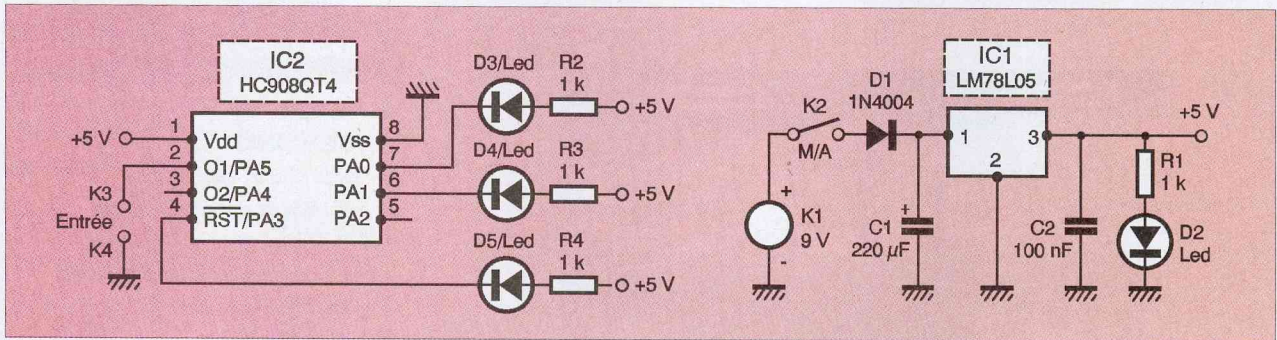 IC2
HC908QT4
+5 V
1
Vdd
Vss
8
2
O1/PA5
PA0
7
3
O2/PA4
PA1
6
4
RST/PA3
PA2
5
K3
Entrée
K4
D3/Led
R2
1 k
+5 V
D4/Led
R3
1 k
+5 V
D5/Led
R4
1 k
+5 V
K1
9 V
+
-
K2
M/A
D1
1N4004
IC1
LM78L05
1
3
2
+
C1
220 µF
C2
100 nF
+5 V
R1
1 k
D2
Led